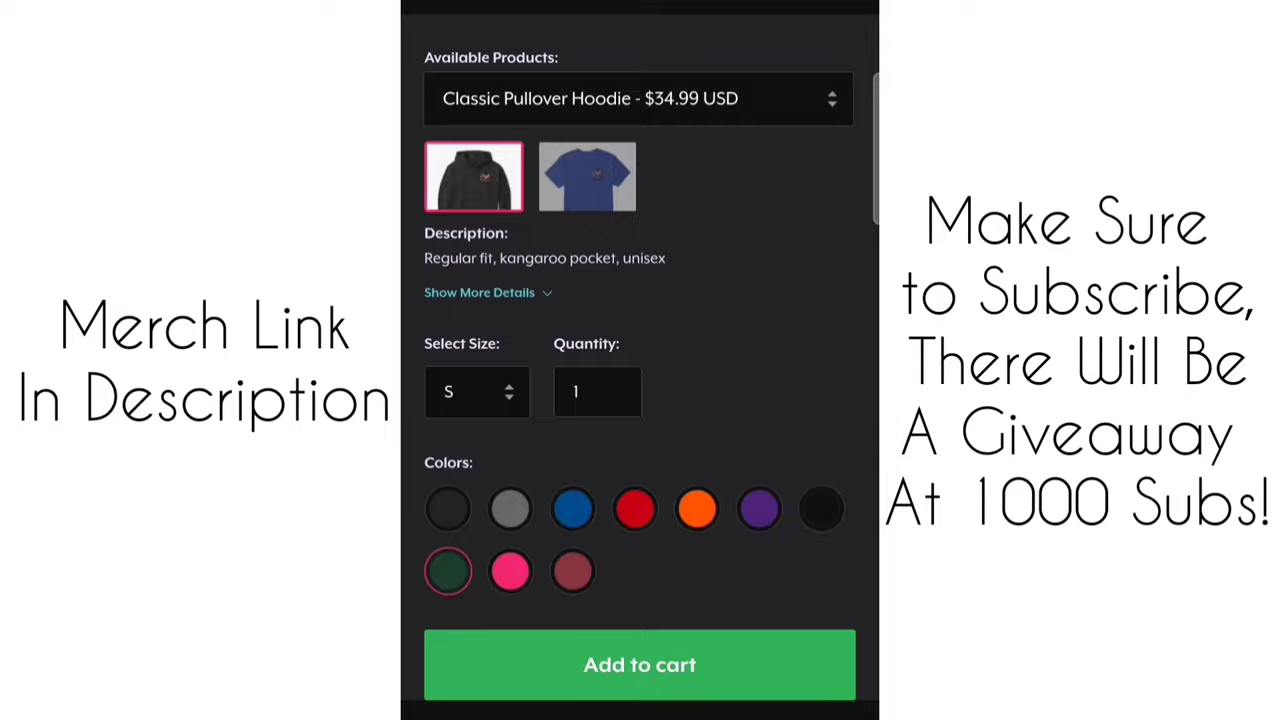 Merch Link
In Description
Available Products:
Classic Pullover Hoodie - $34.99 USD
Description:
Regular fit, kangaroo pocket, unisex
Show More Details
Select Size:
Quantity:
S
1
Colors:
Add to cart
Make Sure
to Subscribe,
There Will Be
A Giveaway
At 1000 Subs!